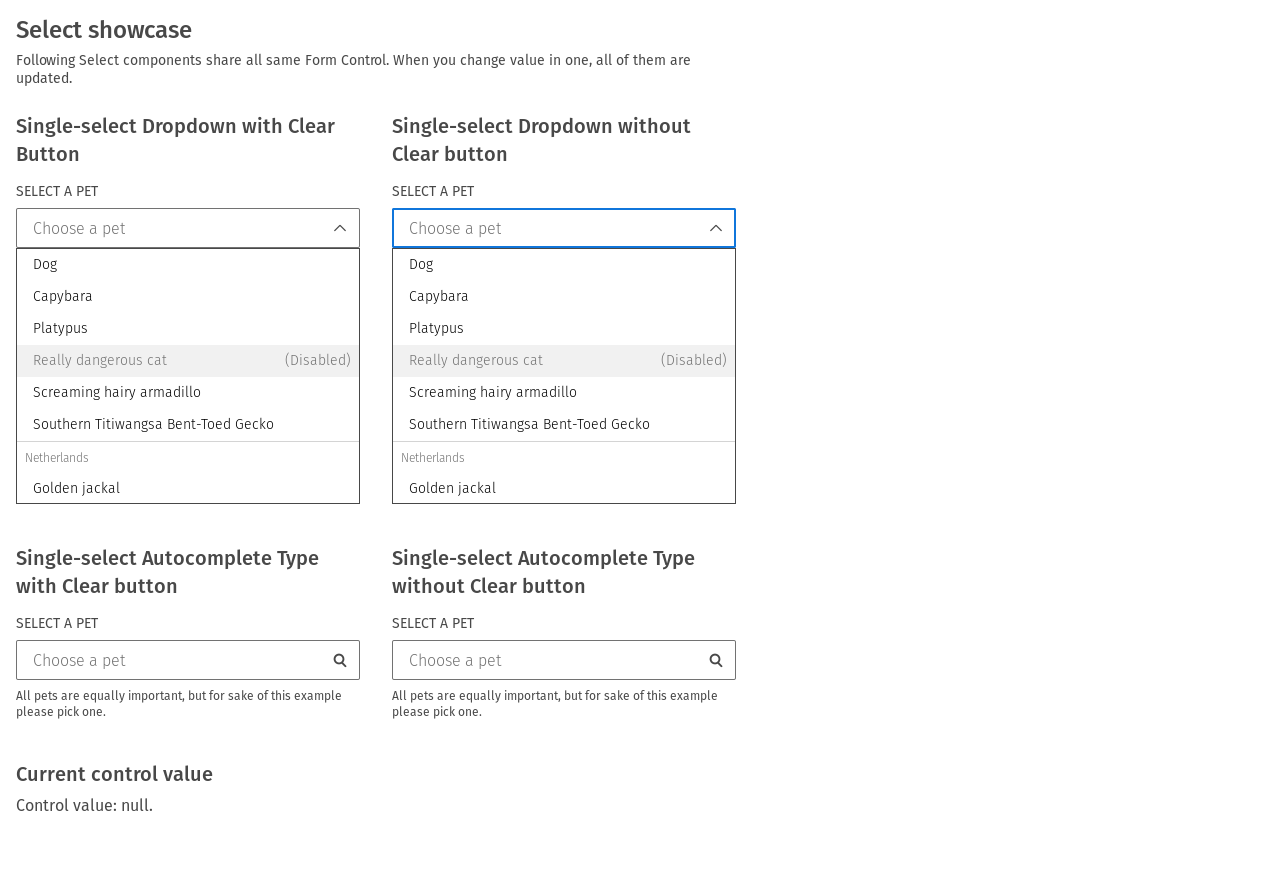 Select showcase
Following Select components share all same Form Control. When you change value in one, all of them are
updated.
Single-select Dropdown with Clear
Button
SELECT A PET
Choose a pet
Dog
Capybara
Platypus
Really dangerous cat (Disabled)
Screaming hairy armadillo
Southern Titiwangsa Bent-Toed Gecko
Netherlands
Golden jackal
Single-select Dropdown without
Clear button
SELECT A PET
Choose a pet
Dog
Capybara
Platypus
Really dangerous cat (Disabled)
Screaming hairy armadillo
Southern Titiwangsa Bent-Toed Gecko
Netherlands
Golden jackal
Single-select Autocomplete Type
with Clear button
SELECT A PET
Choose a pet
All pets are equally important, but for sake of this example
please pick one.
Single-select Autocomplete Type
without Clear button
SELECT A PET
Choose a pet
All pets are equally important, but for sake of this example
please pick one.
Current control value
Control value: null.